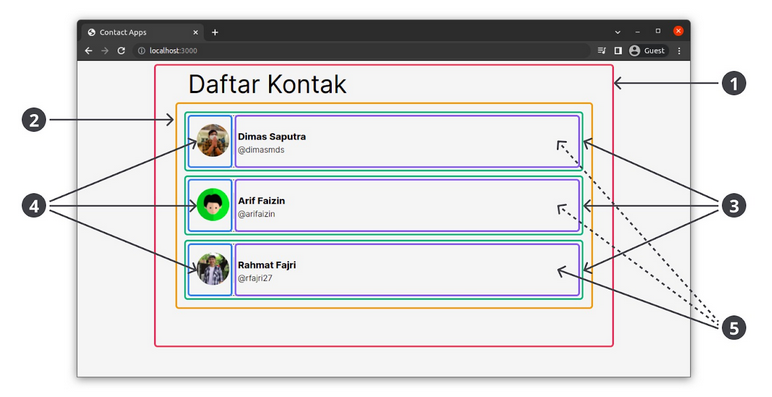 Contact Apps
localhost:3000
Guest
Daftar Kontak
1
2
Dimas Saputra
@dimasmds
4
Arif Faizin
@arifaizin
3
Rahmat Fajri
@rfajri27
5